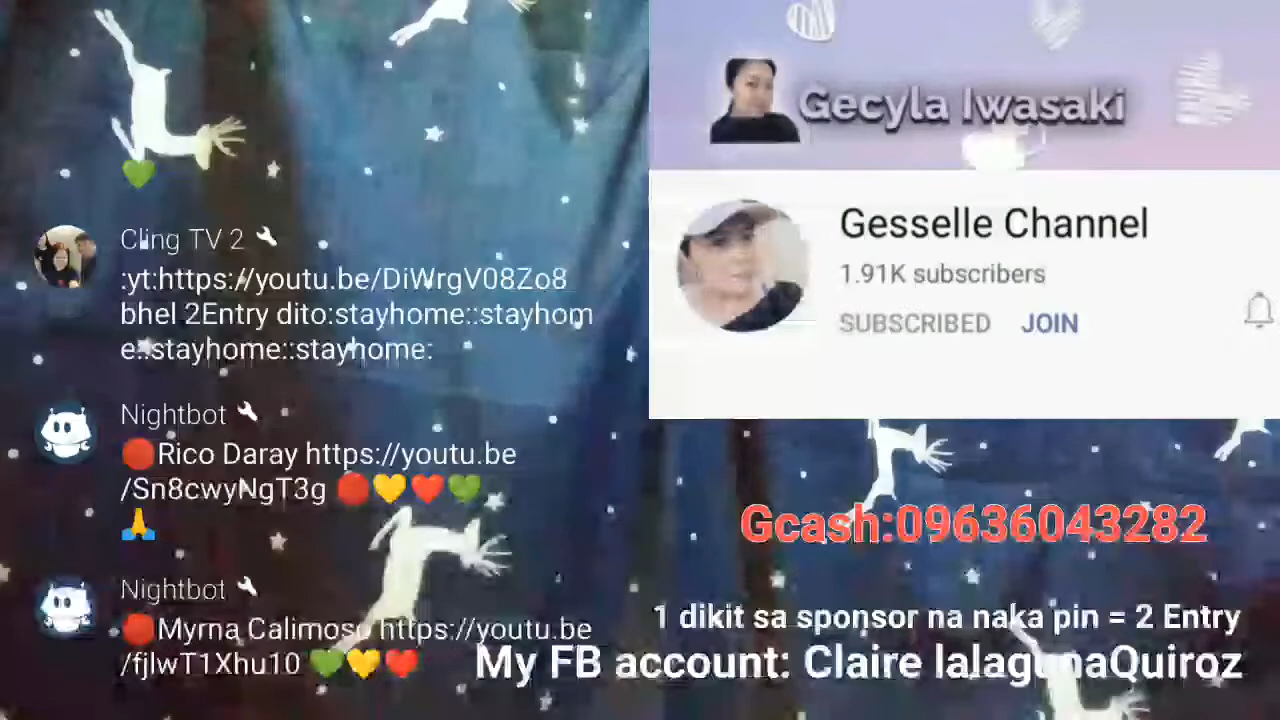 💚
Cling TV 2
:yt:https://youtu.be/DiWrgV08Zo8
bhel 2Entry dito:stayhome::stayhom
e::stayhome::stayhome:
Nightbot
🔴Rico Daray https://youtu.be
/Sn8cwyNgT3g 🔴💛❤️💚
🙏
Nightbot
🔴Myrna Calimoso https://youtu.be
/fjlwT1Xhu10 💚💛❤️
Gecyla Iwasaki
Gesselle Channel
1.91K subscribers
SUBSCRIBED JOIN
Gcash:09636043282
1 dikit sa sponsor na naka pin = 2 Entry
My FB account: Claire lalagunaQuiroz